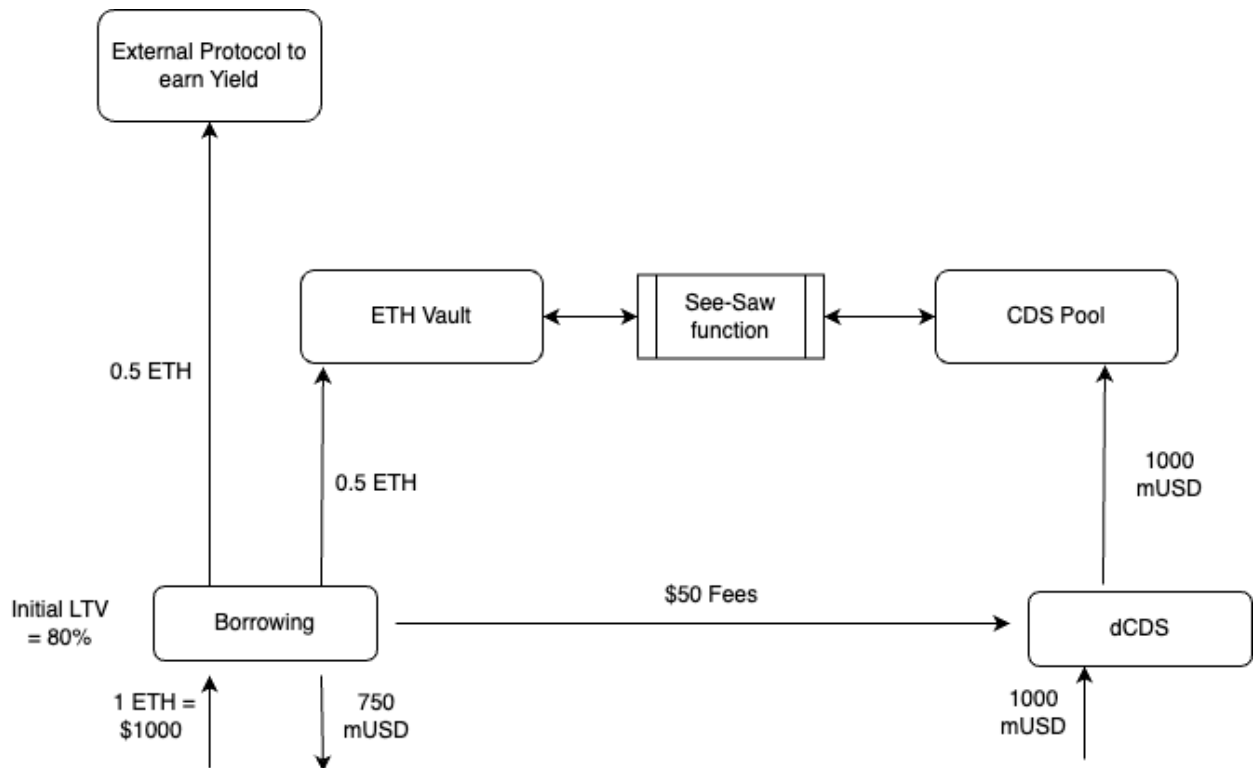 External Protocol to
earn Yield
ETH Vault
See-Saw
function
CDS Pool
0.5 ETH
0.5 ETH
1000
mUSD
Initial LTV
= 80%
Borrowing
$50 Fees
dCDS
1 ETH =
$1000
750
mUSD
1000
mUSD